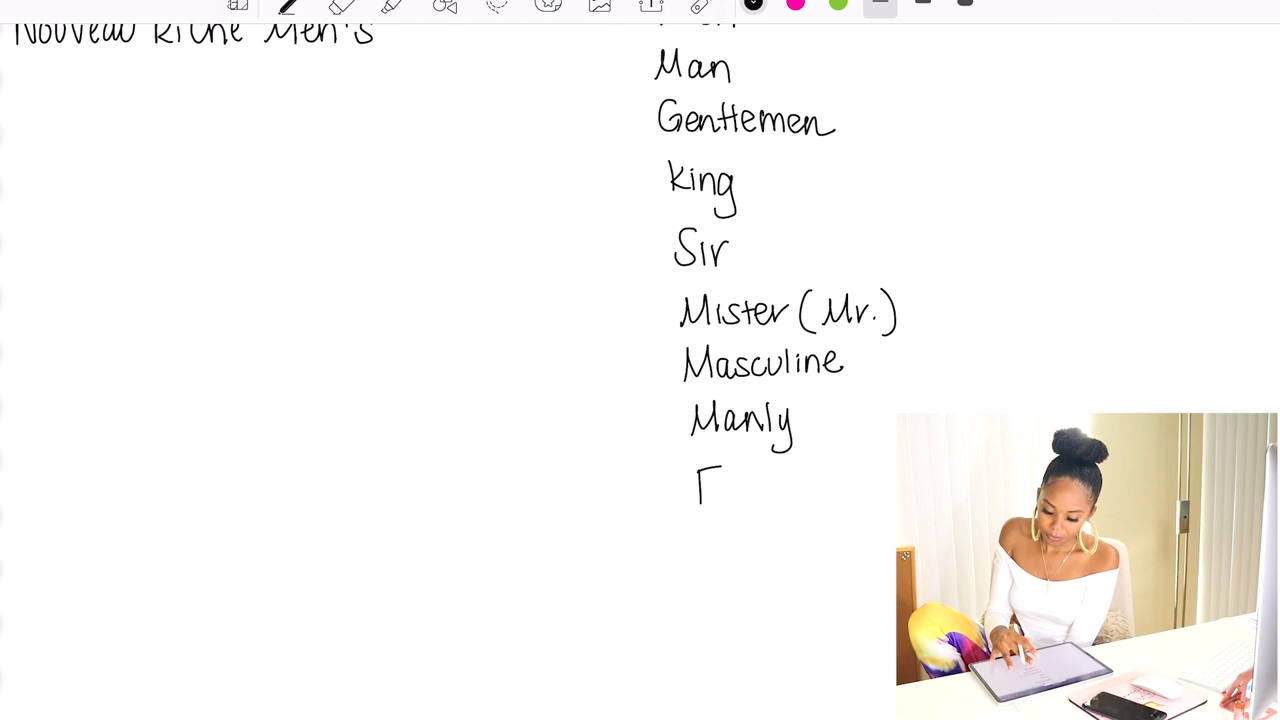 Nouveau Riche Men's
Man
Gentlemen
King
Sir
Mister (Mr.)
Masculine
Manly